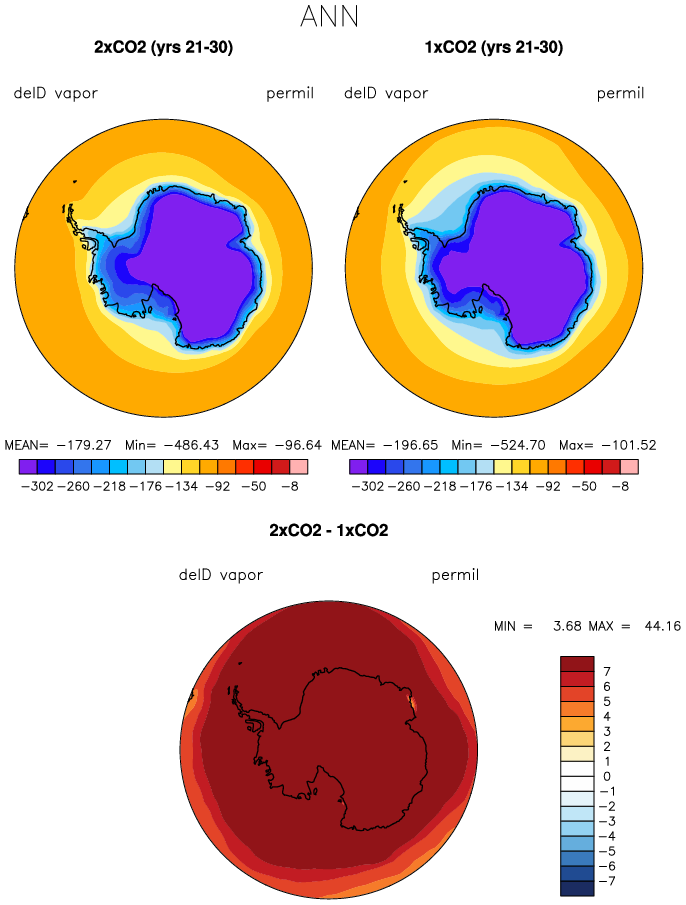 ANN
2xCO2 (yrs 21-30)
1xCO2 (yrs 21-30)
delD vapor permil
delD vapor permil
MEAN= −179.27 Min= −486.43 Max= −96.64
MEAN= −196.65 Min= −524.70 Max= −101.52
−302 −260 −218 −176 −134 −92 −50 −8
−302 −260 −218 −176 −134 −92 −50 −8
2xCO2 - 1xCO2
delD vapor permil
MIN = 3.68 MAX = 44.16
7
6
5
4
3
2
1
0
−1
−2
−3
−4
−5
−6
−7